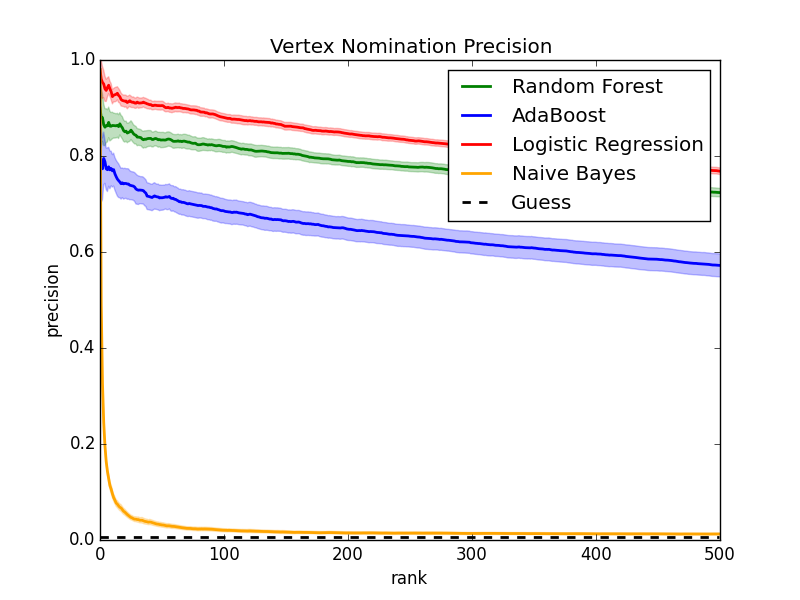 Vertex Nomination Precision
1.0
0.8
0.6
0.4
0.2
0.0
precision
Random Forest
AdaBoost
Logistic Regression
Naive Bayes
Guess
0 100 200 300 400 500
rank